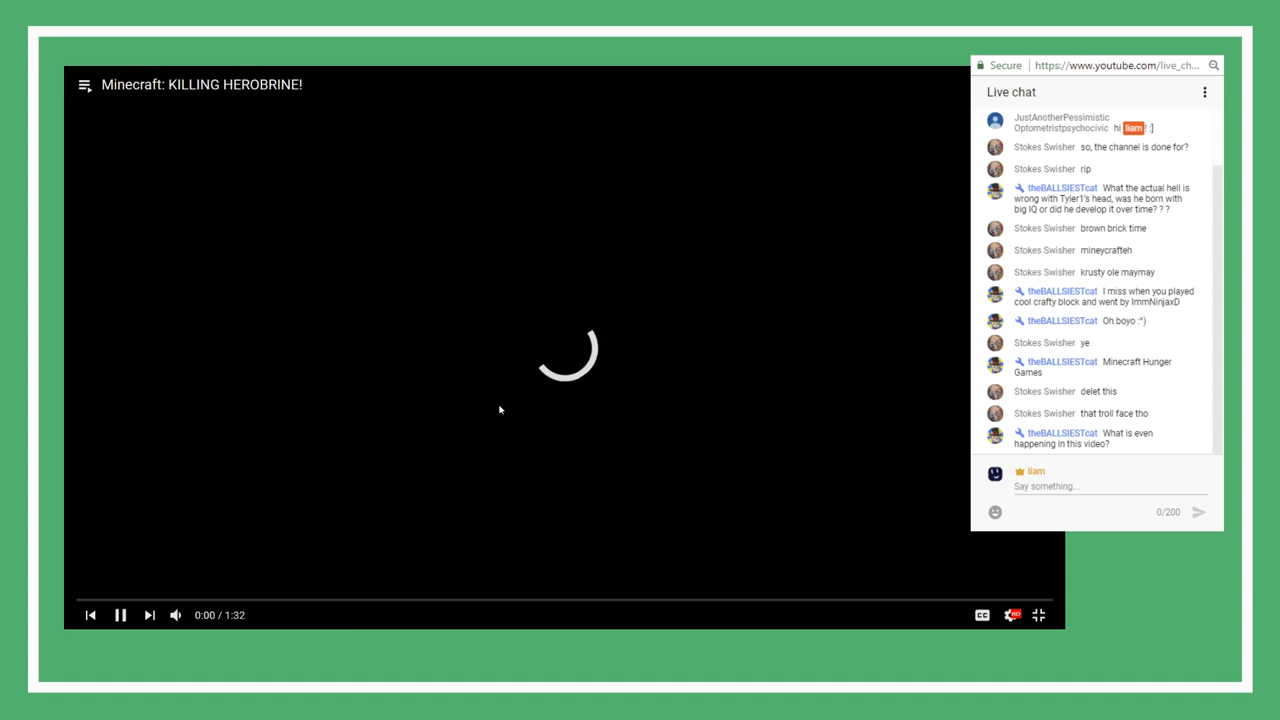 Minecraft: KILLING HEROBRINE!
0:00 / 1:32
CC
HD
Secure
https://www.youtube.com/live_ch...
Live chat
JustAnotherPessimistic
Optometristpsychocivic hi liam :]
Stokes Swisher so, the channel is done for?
Stokes Swisher rip
theBALLSIESTcat What the actual hell is
wrong with Tyler1's head, was he born with
big IQ or did he develop it over time? ? ?
Stokes Swisher brown brick time
Stokes Swisher mineycrafteh
Stokes Swisher krusty ole maymay
theBALLSIESTcat I miss when you played
cool crafty block and went by ImmNinjaxD
theBALLSIESTcat Oh boyo :^)
Stokes Swisher ye
theBALLSIESTcat Minecraft Hunger
Games
Stokes Swisher delet this
Stokes Swisher that troll face tho
theBALLSIESTcat What is even
happening in this video?
liam
Say something...
0/200